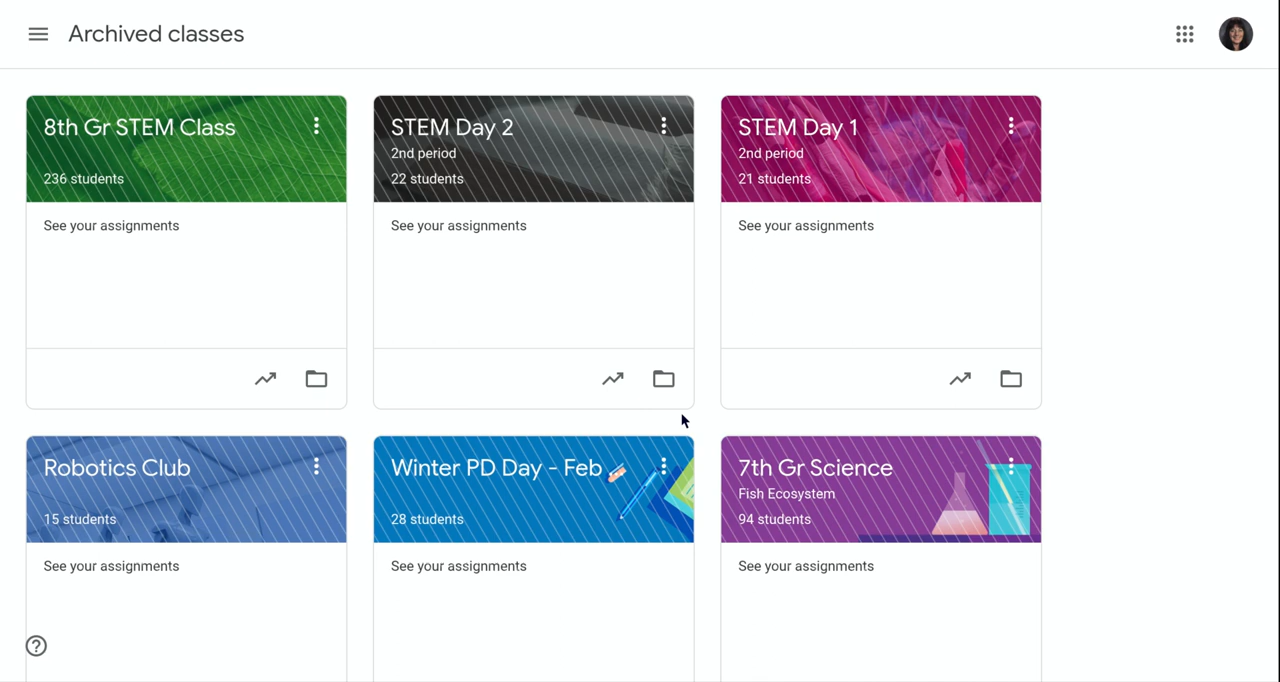 Archived classes
8th Gr STEM Class
236 students
See your assignments
STEM Day 2
2nd period
22 students
See your assignments
STEM Day 1
2nd period
21 students
See your assignments
Robotics Club
15 students
See your assignments
Winter PD Day - Feb
28 students
See your assignments
7th Gr Science
Fish Ecosystem
94 students
See your assignments